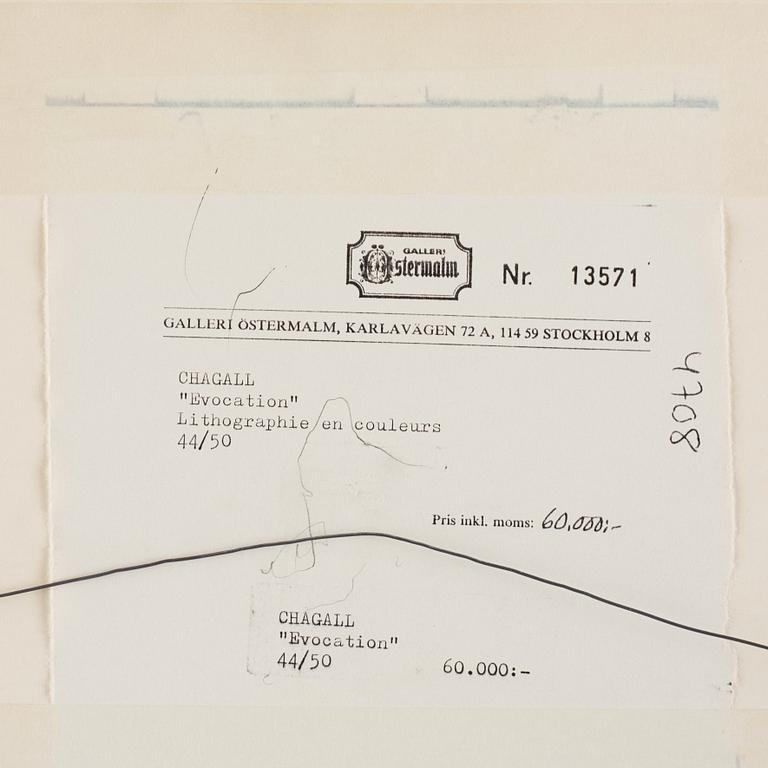 GALLERI
Östermalm
Nr. 13571
GALLERI ÖSTERMALM, KARLAVÄGEN 72 A, 114 59 STOCKHOLM 8
CHAGALL
"Evocation"
Lithographie en couleurs
44/50
80th
Pris inkl. moms: 60.000:-
CHAGALL
"Evocation"
44/50 60.000:-